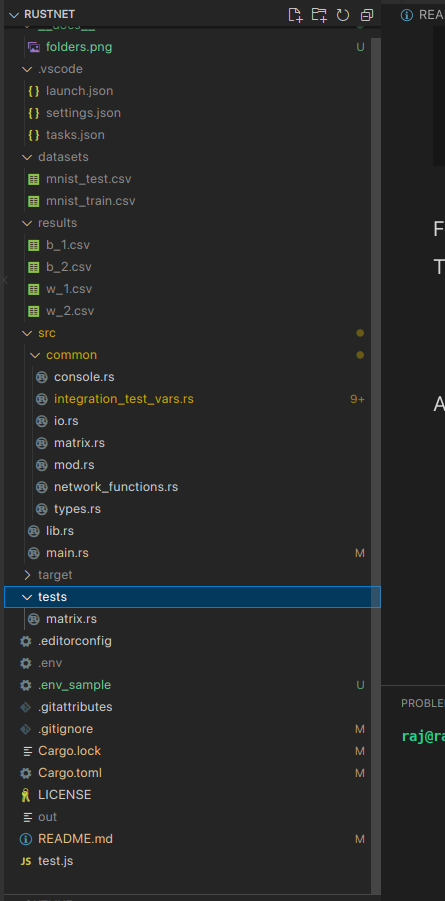 RUSTNET
README
__docs__
folders.png U
.vscode
launch.json
settings.json
tasks.json
datasets
mnist_test.csv
mnist_train.csv
results
b_1.csv
b_2.csv
w_1.csv
w_2.csv
F
T
src
common
console.rs
integration_test_vars.rs 9+
A
io.rs
matrix.rs
mod.rs
network_functions.rs
types.rs
lib.rs
main.rs M
target
tests
matrix.rs
.editorconfig
.env
.env_sample U
.gitattributes
PROBLE
.gitignore M
raj@ra
Cargo.lock M
Cargo.toml M
LICENSE
out
README.md M
JS test.js